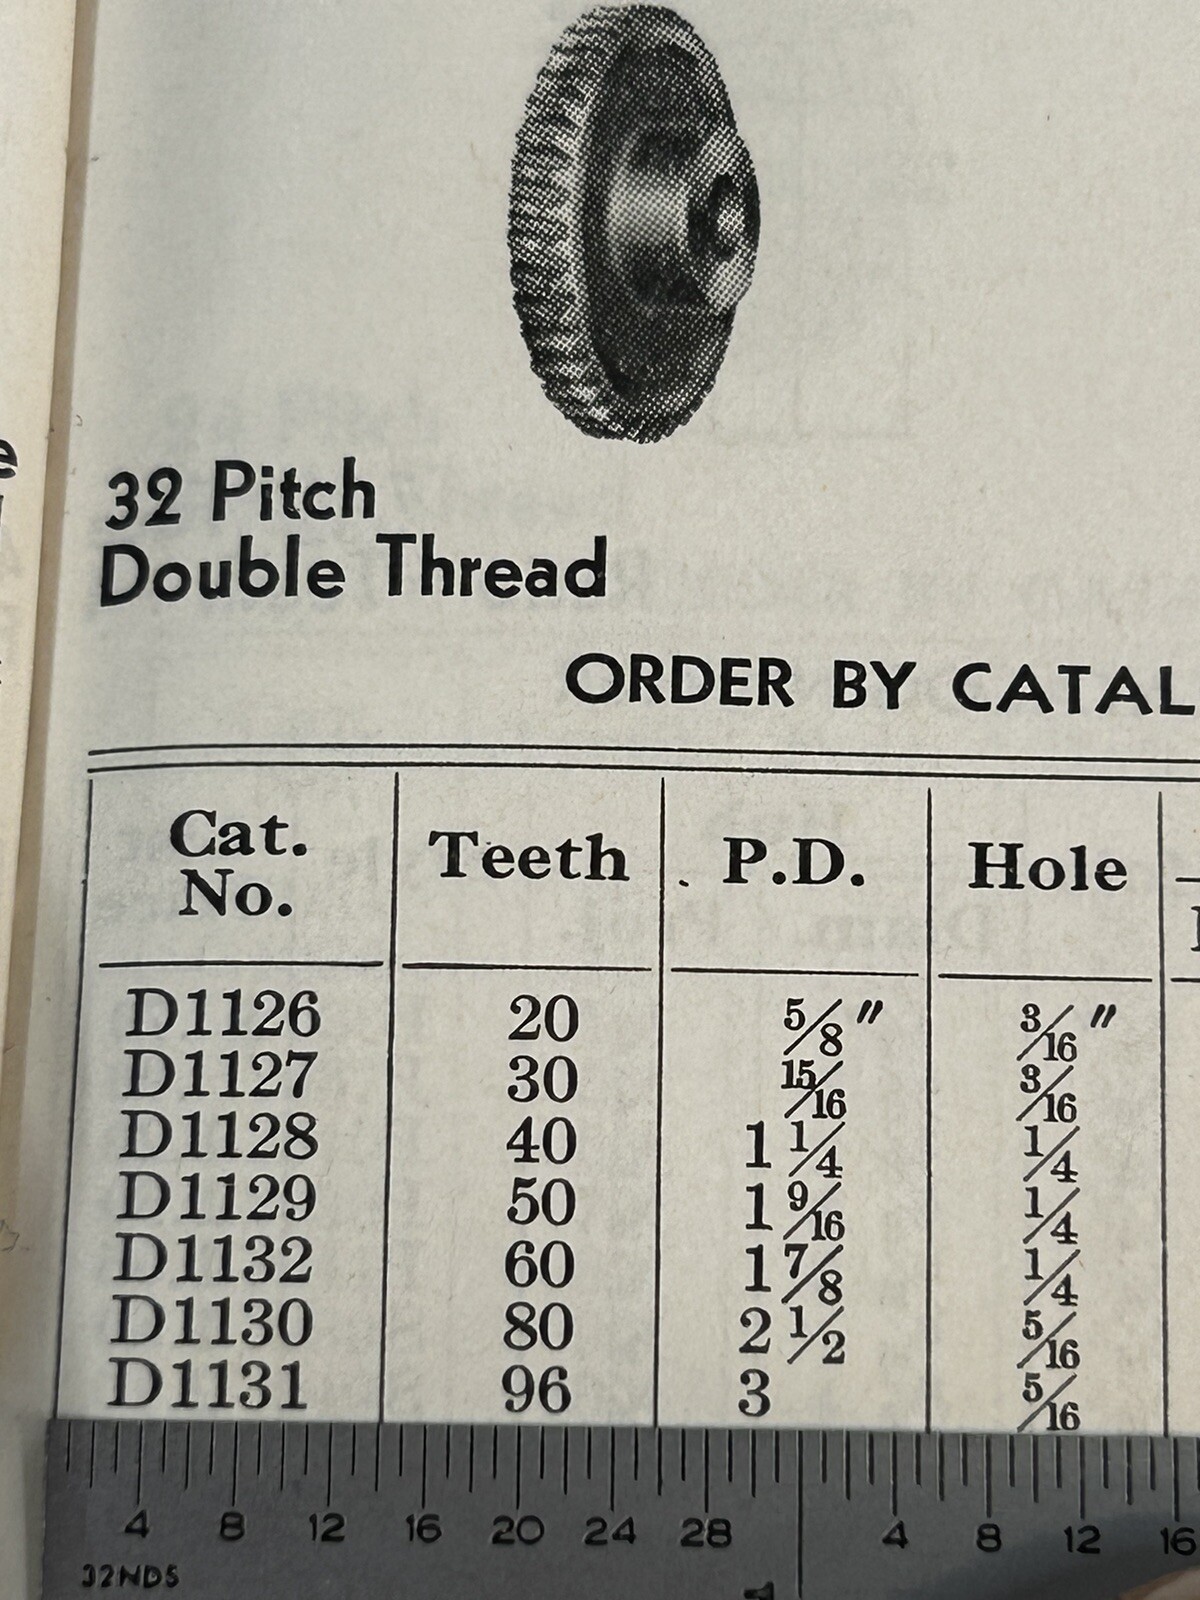 32 Pitch
Double Thread
ORDER BY CATAL
Cat. No. Teeth P.D. Hole
D1126 20 5/8" 3/16"
D1127 30 15/16 3/16
D1128 40 1 1/4 1/4
D1129 50 1 9/16 1/4
D1132 60 1 7/8 1/4
D1130 80 2 1/2 5/16
D1131 96 3 5/16
4 8 12 16 20 24 28 4 8 12 16
32NDS 1